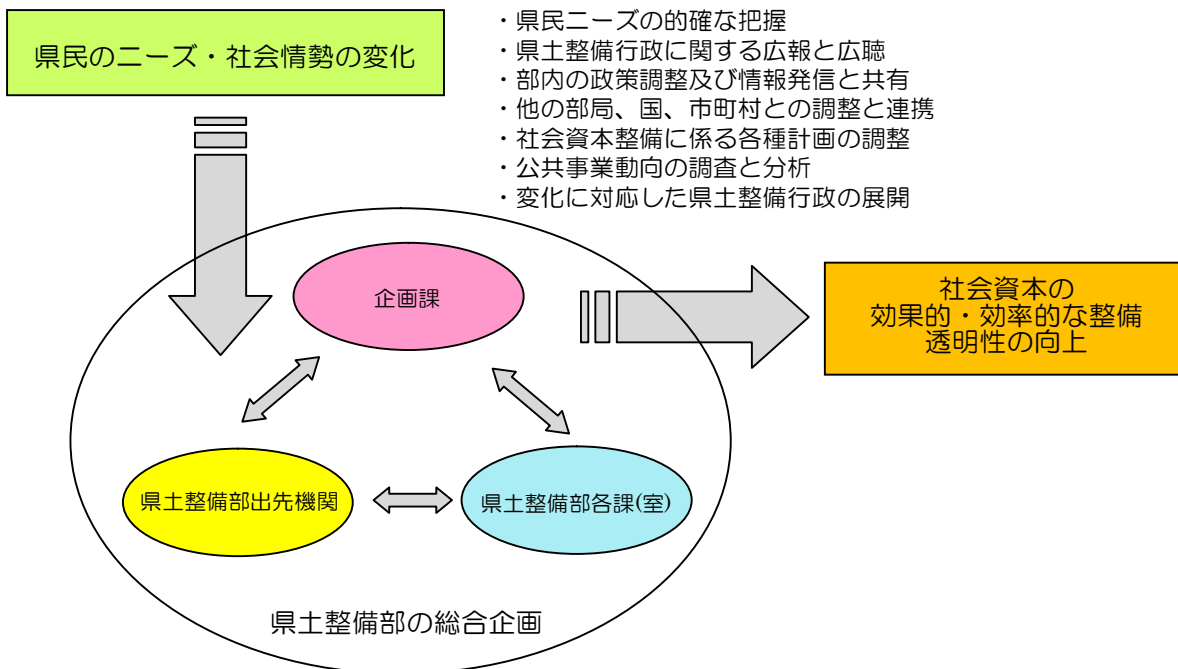 県民のニーズ・社会情勢の変化
・県民ニーズの的確な把握
・県土整備行政に関する広報と広聴
・部内の政策調整及び情報発信と共有
・他の部局、国、市町村との調整と連携
・社会資本整備に係る各種計画の調整
・公共事業動向の調査と分析
・変化に対応した県土整備行政の展開
企画課
社会資本の
効果的・効率的な整備
透明性の向上
県土整備部出先機関
県土整備部各課(室)
県土整備部の総合企画